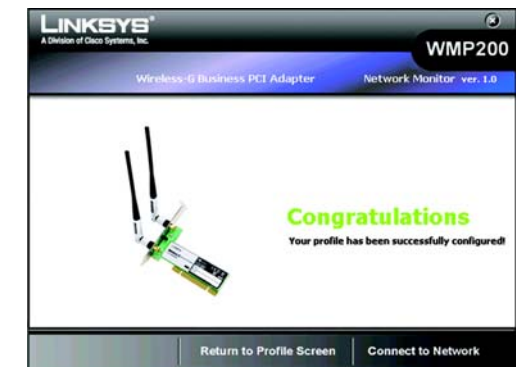 LINKSYS®
A Division of Cisco Systems, Inc.
WMP200
Wireless-G Business PCI Adapter
Network Monitor ver. 1.0
Congratulations
Your profile has been successfully configured!
Return to Profile Screen
Connect to Network